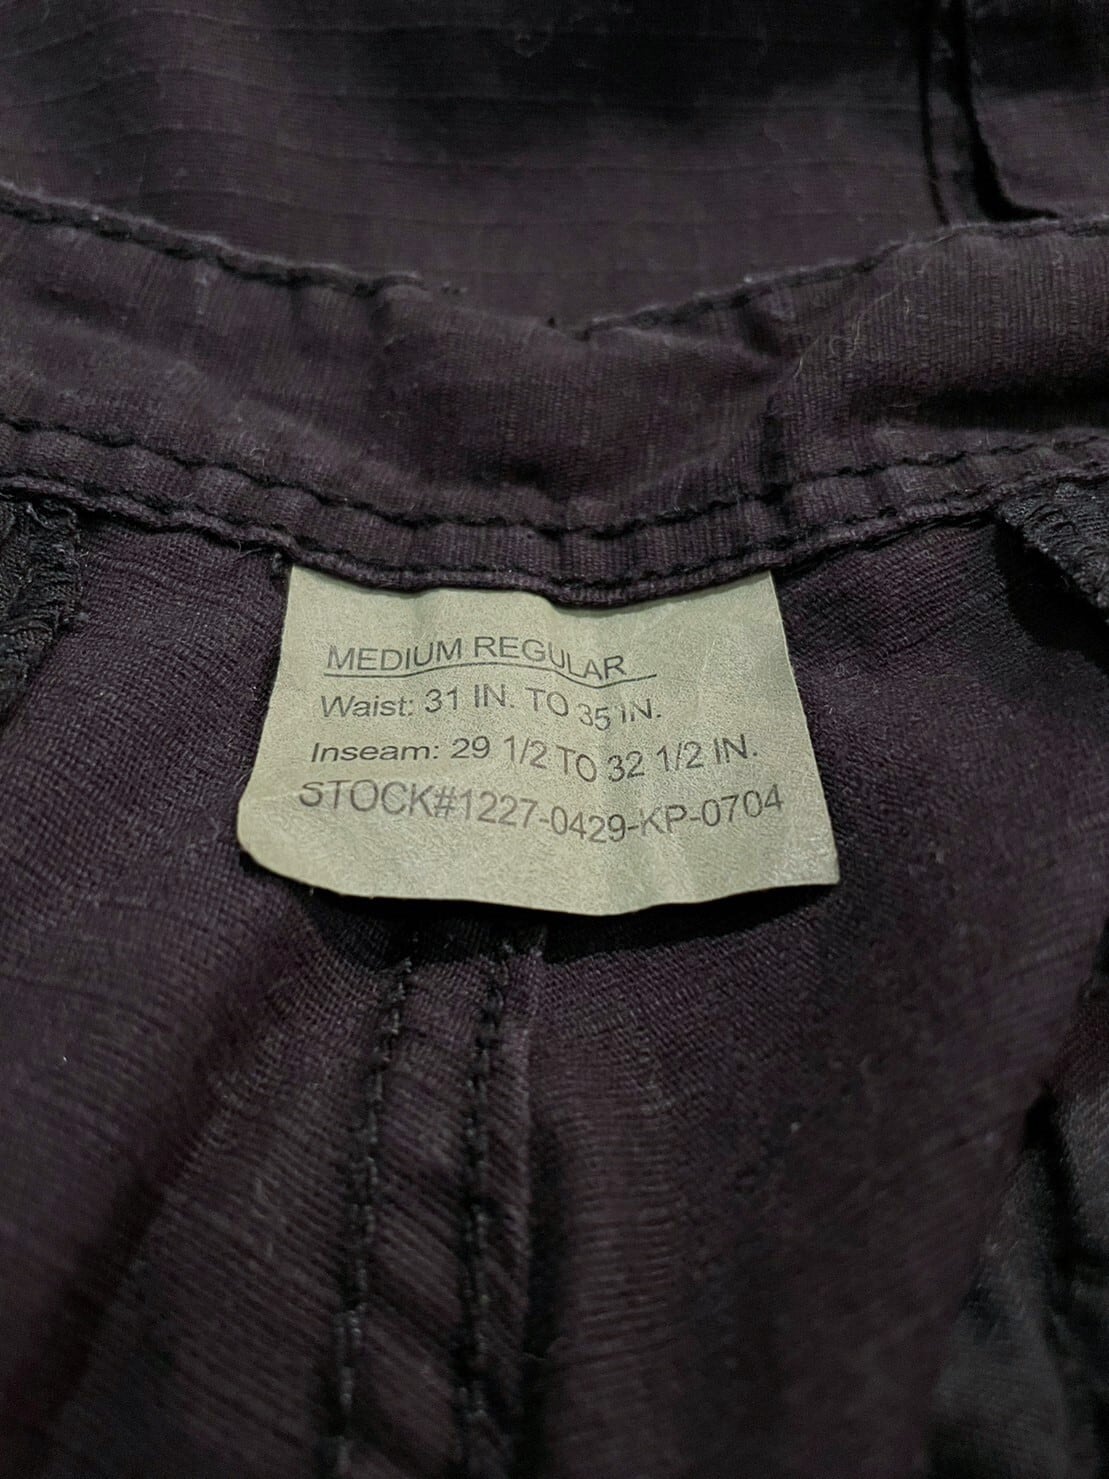 MEDIUM REGULAR
Waist: 31 IN. TO 35 IN.
Inseam: 29 1/2 TO 32 1/2 IN.
STOCK#1227-0429-KP-0704